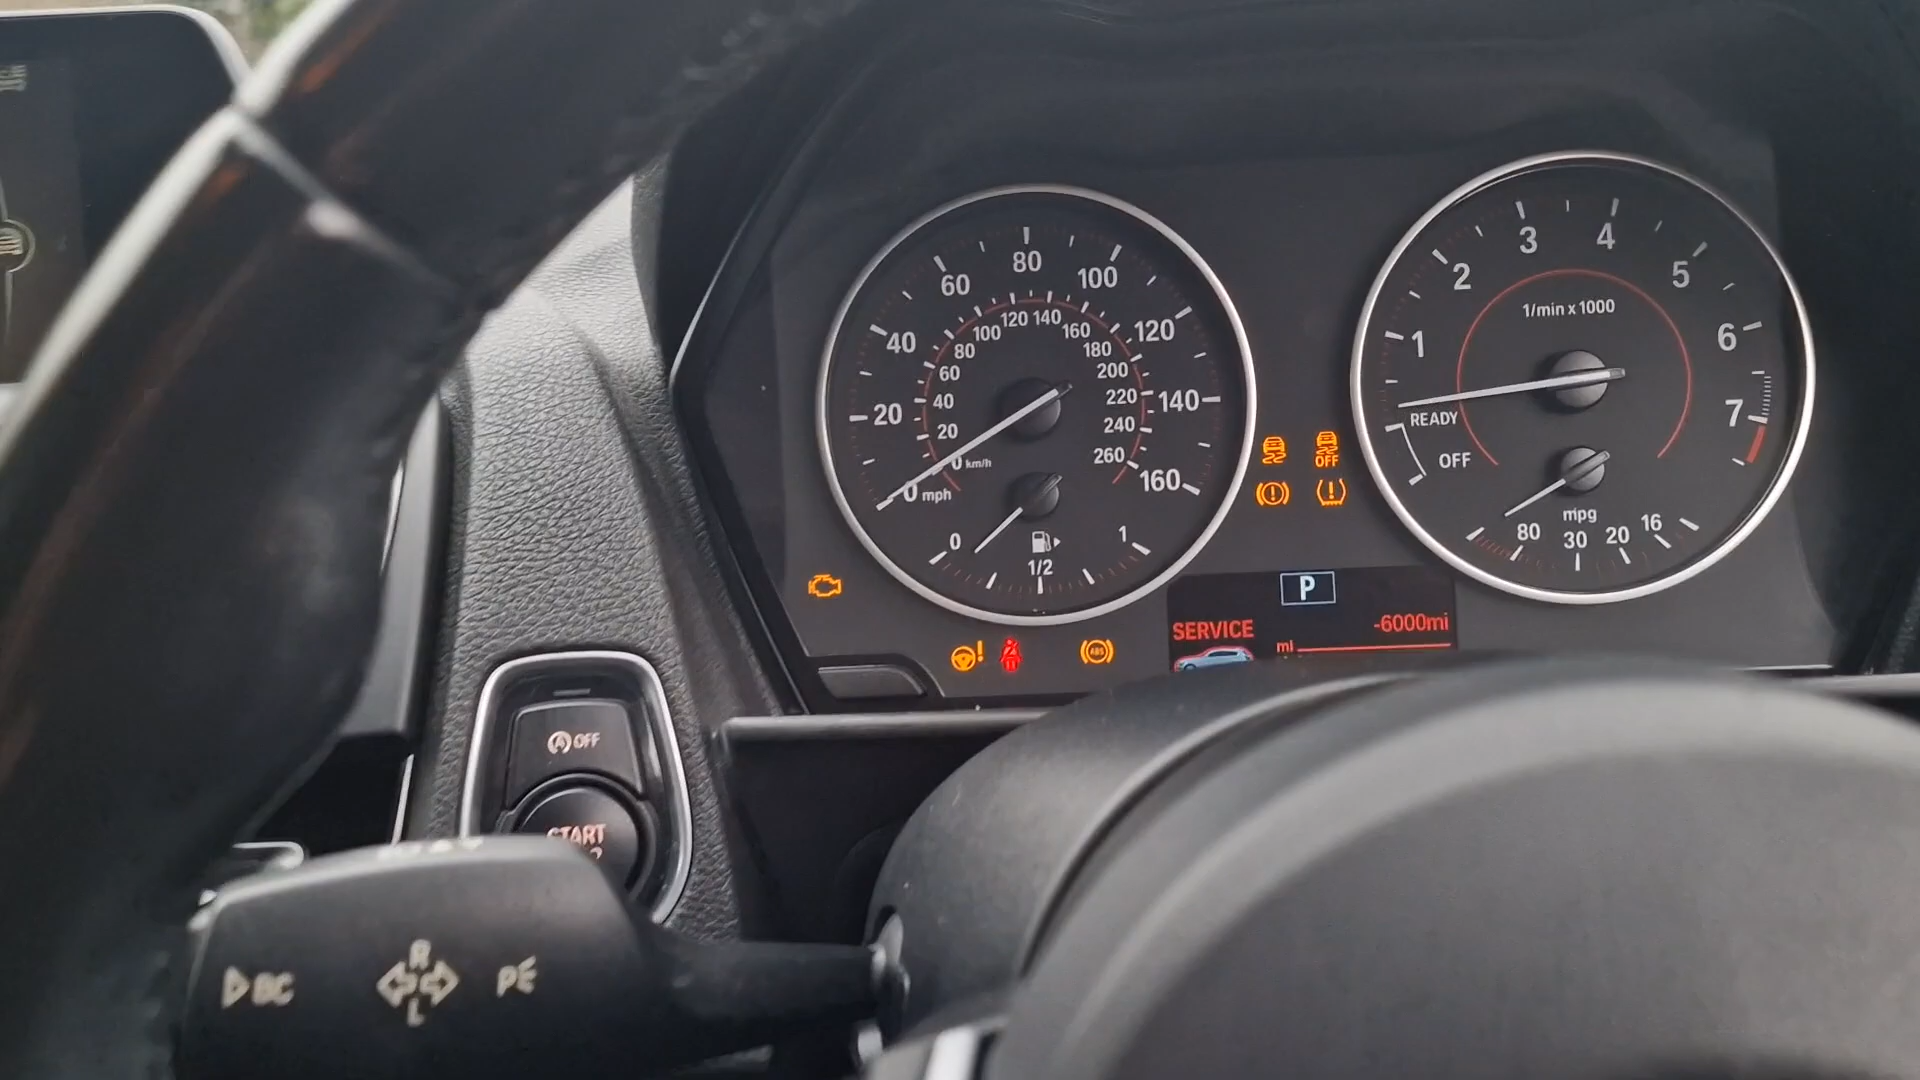 80
60
100
40
120
20
140
0 mph
160
120 140
100
160
80
180
60
200
40
220
20
240
0 km/h
260
0
1/2
1
3
4
2
5
1/min x 1000
1
6
READY
7
OFF
mpg
80
30
20
16
OFF
ABS
P
SERVICE
-6000mi
mi
A OFF
START
BC
R
L